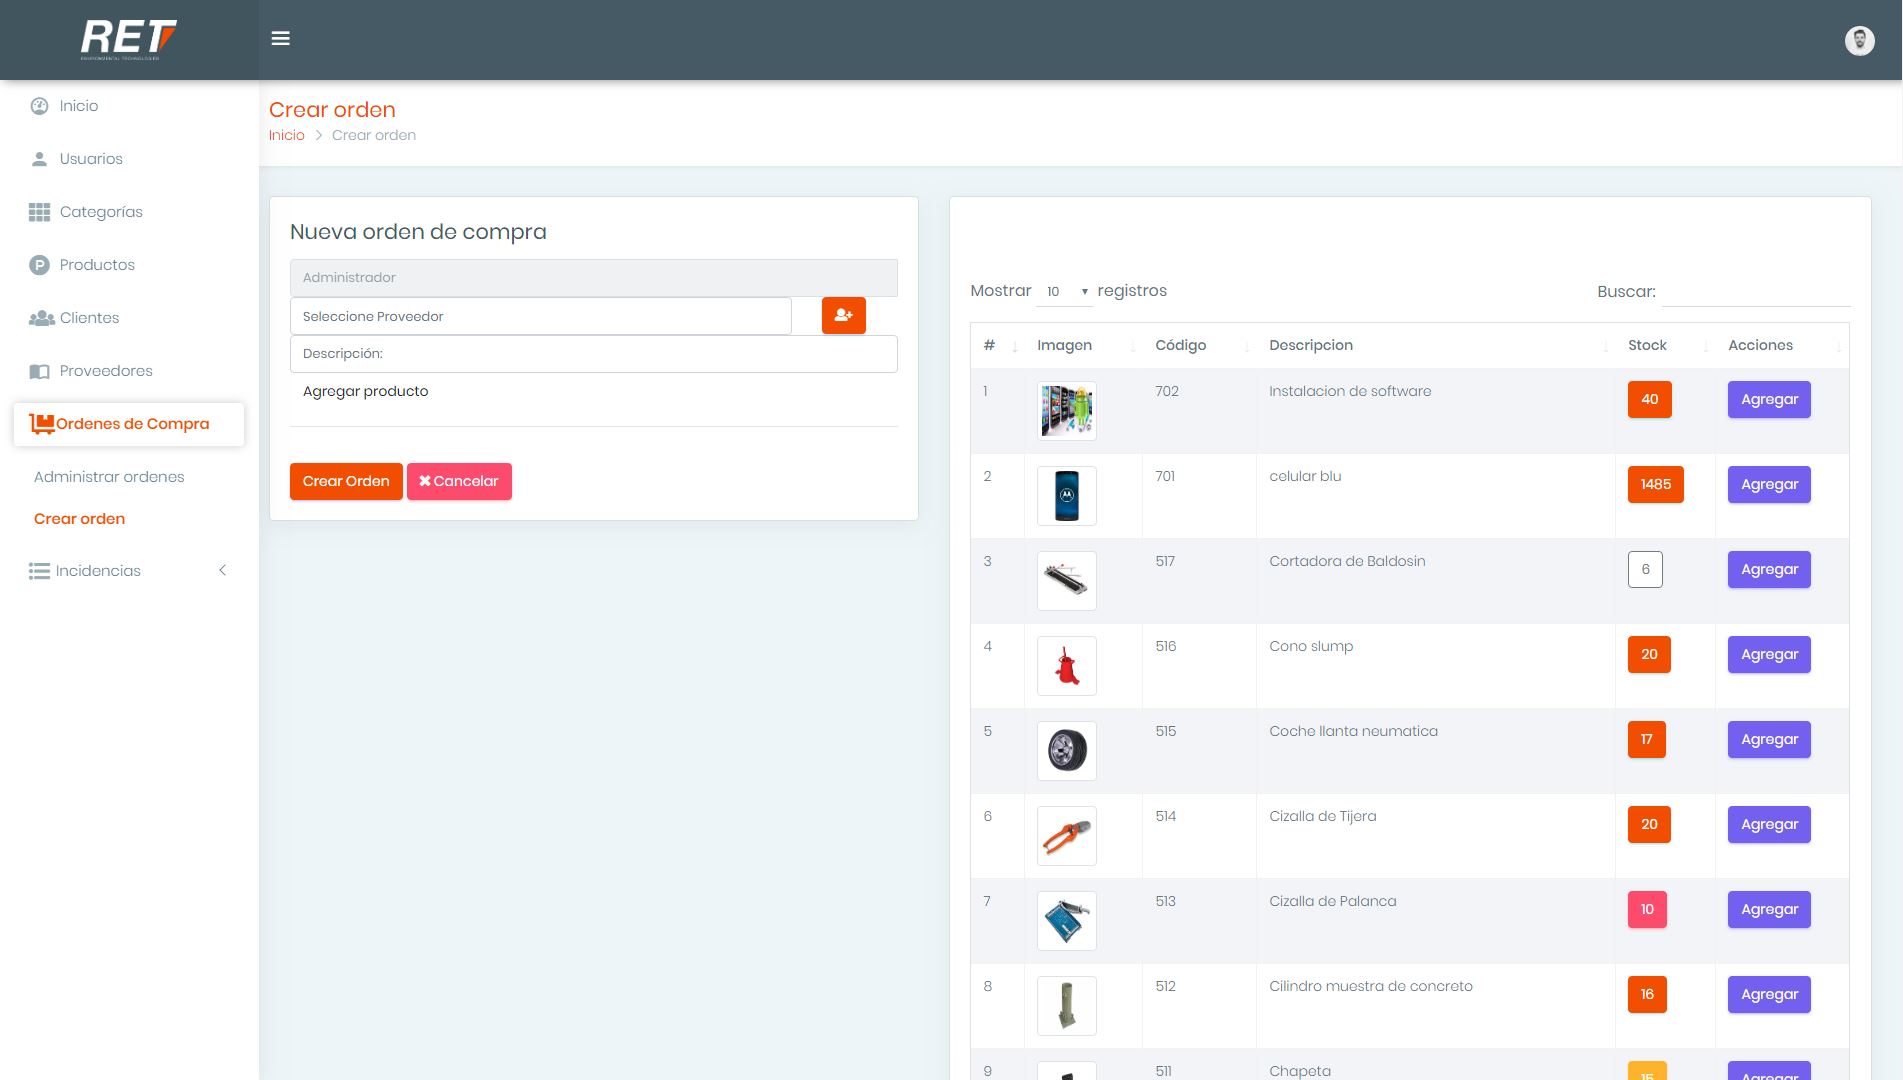 RET
ENVIRONMENTAL TECHNOLOGIES
Inicio
Usuarios
Categorías
Productos
Clientes
Proveedores
Ordenes de Compra
Administrar ordenes
Crear orden
Incidencias
Crear orden
Inicio > Crear orden
Nueva orden de compra
Administrador
Seleccione Proveedor
Descripción:
Agregar producto
Crear Orden
Cancelar
Mostrar 10 registros
Buscar:
# Imagen Código Descripcion Stock Acciones
1 702 Instalacion de software 40 Agregar
2 701 celular blu 1485 Agregar
3 517 Cortadora de Baldosin 6 Agregar
4 516 Cono slump 20 Agregar
5 515 Coche llanta neumatica 17 Agregar
6 514 Cizalla de Tijera 20 Agregar
7 513 Cizalla de Palanca 10 Agregar
8 512 Cilindro muestra de concreto 16 Agregar
9 511 Chapeta 15 Agregar